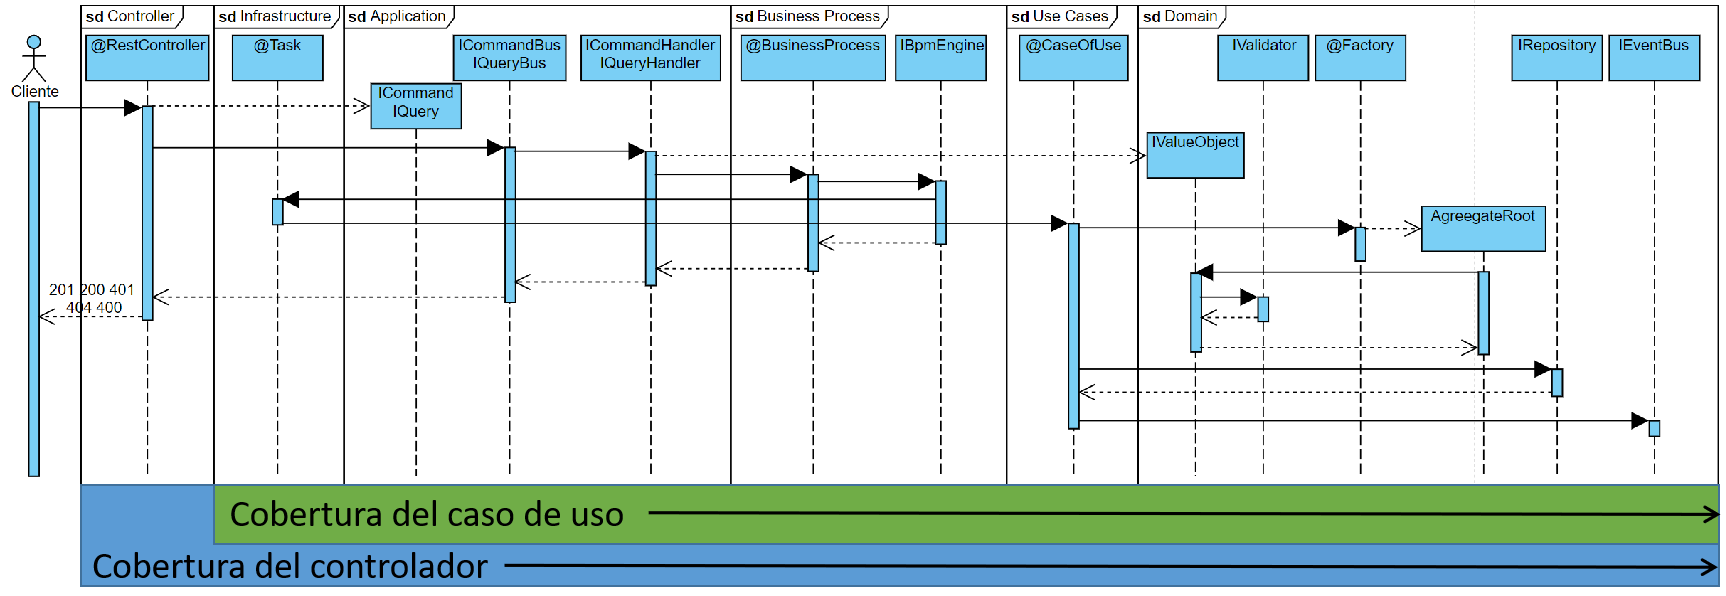 sd Controller
sd Infrastructure
sd Application
sd Business Process
sd Use Cases
sd Domain
Cliente
@RestController
@Task
ICommandBus
IQueryBus
ICommandHandler
IQueryHandler
@BusinessProcess
IBpmEngine
@CaseOfUse
IValidator
@Factory
IRepository
IEventBus
ICommand
IQuery
IValueObject
AgreegateRoot
201 200 401
404 400
Cobertura del caso de uso
Cobertura del controlador